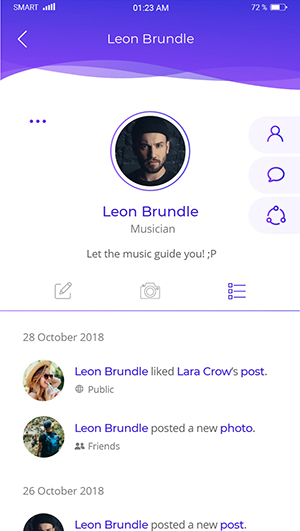 SMART 01:23 AM 72 %
Leon Brundle
Leon Brundle
Musician
Let the music guide you! ;P
28 October 2018
Leon Brundle liked Lara Crow's post.
Public
Leon Brundle posted a new photo.
Friends
26 October 2018
Leon Brundle posted a new post.